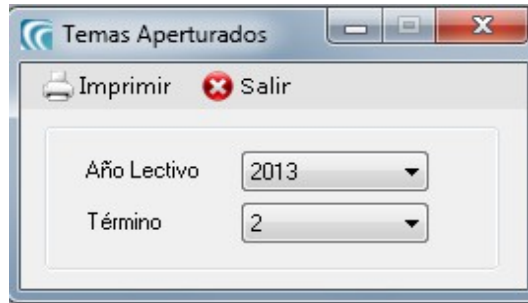 Temas Aperturados
Imprimir Salir
Año Lectivo 2013
Término 2